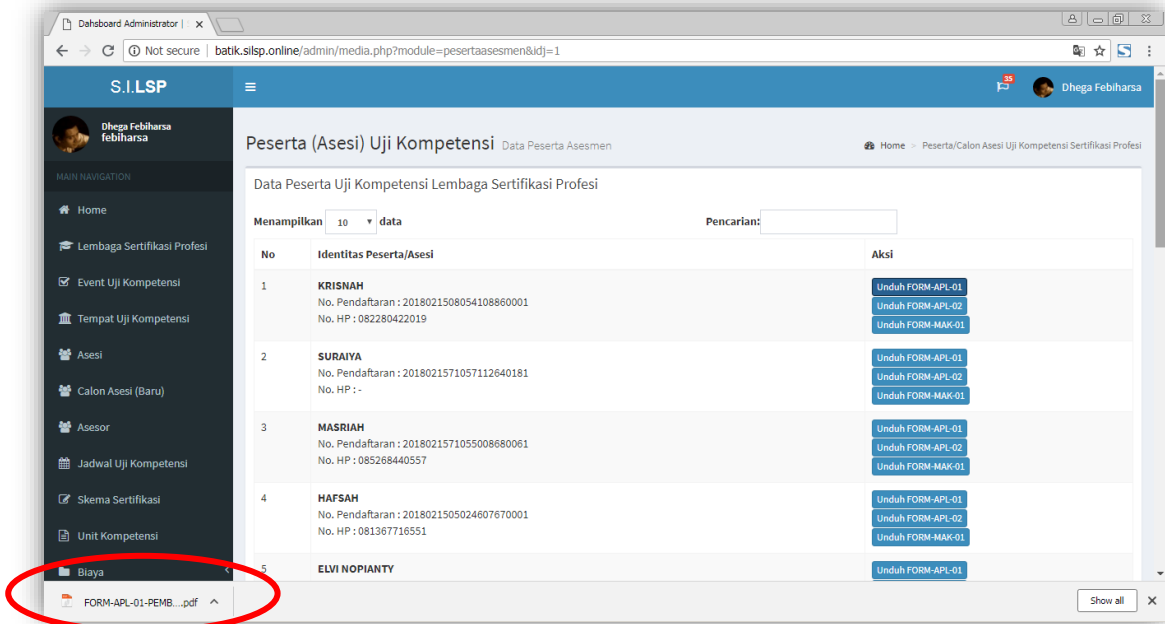 Dahsboard Administrator |
Not secure | batik.silsp.online/admin/media.php?module=pesertaasesmen&idj=1
S.I.LSP
35
Dhega Febiharsa
Dhega Febiharsa
febiharsa
Peserta (Asesi) Uji Kompetensi Data Peserta Asesmen
Home > Peserta/Calon Asesi Uji Kompetensi Sertifikasi Profesi
MAIN NAVIGATION
Home
Lembaga Sertifikasi Profesi
Event Uji Kompetensi
Tempat Uji Kompetensi
Asesi
Calon Asesi (Baru)
Asesor
Jadwal Uji Kompetensi
Skema Sertifikasi
Unit Kompetensi
Biaya
Data Peserta Uji Kompetensi Lembaga Sertifikasi Profesi
Menampilkan 10 data
Pencarian:
No Identitas Peserta/Asesi Aksi
1 KRISNAH
No. Pendaftaran : 2018021508054108860001
No. HP : 082280422019
Unduh FORM-APL-01
Unduh FORM-APL-02
Unduh FORM-MAK-01
2 SURAIYA
No. Pendaftaran : 2018021571057112640181
No. HP : -
Unduh FORM-APL-01
Unduh FORM-APL-02
Unduh FORM-MAK-01
3 MASRIAH
No. Pendaftaran : 2018021571055008680061
No. HP : 085268440557
Unduh FORM-APL-01
Unduh FORM-APL-02
Unduh FORM-MAK-01
4 HAFSAH
No. Pendaftaran : 2018021505024607670001
No. HP : 081367716551
Unduh FORM-APL-01
Unduh FORM-APL-02
Unduh FORM-MAK-01
5 ELVI NOPIANTY
Unduh FORM-APL-01
FORM-APL-01-PEMB....pdf
Show all